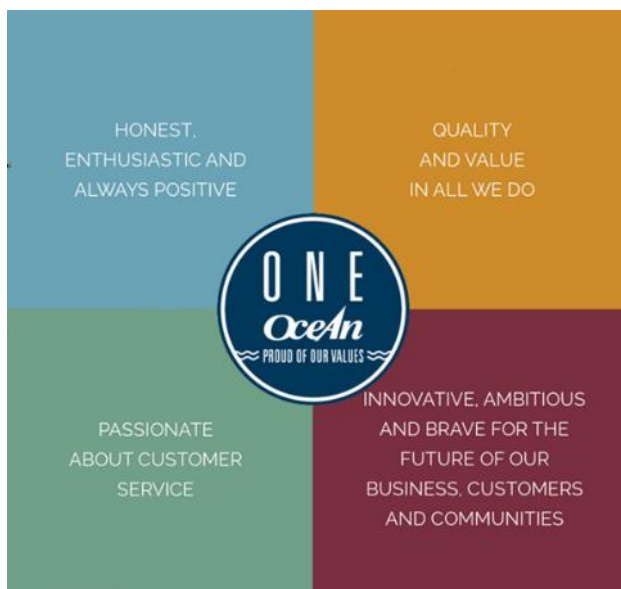 HONEST,
ENTHUSIASTIC AND
ALWAYS POSITIVE
QUALITY
AND VALUE
IN ALL WE DO
ONE
OceAn
PROUD OF OUR VALUES
PASSIONATE
ABOUT CUSTOMER
SERVICE
INNOVATIVE, AMBITIOUS
AND BRAVE FOR THE
FUTURE OF OUR
BUSINESS, CUSTOMERS
AND COMMUNITIES